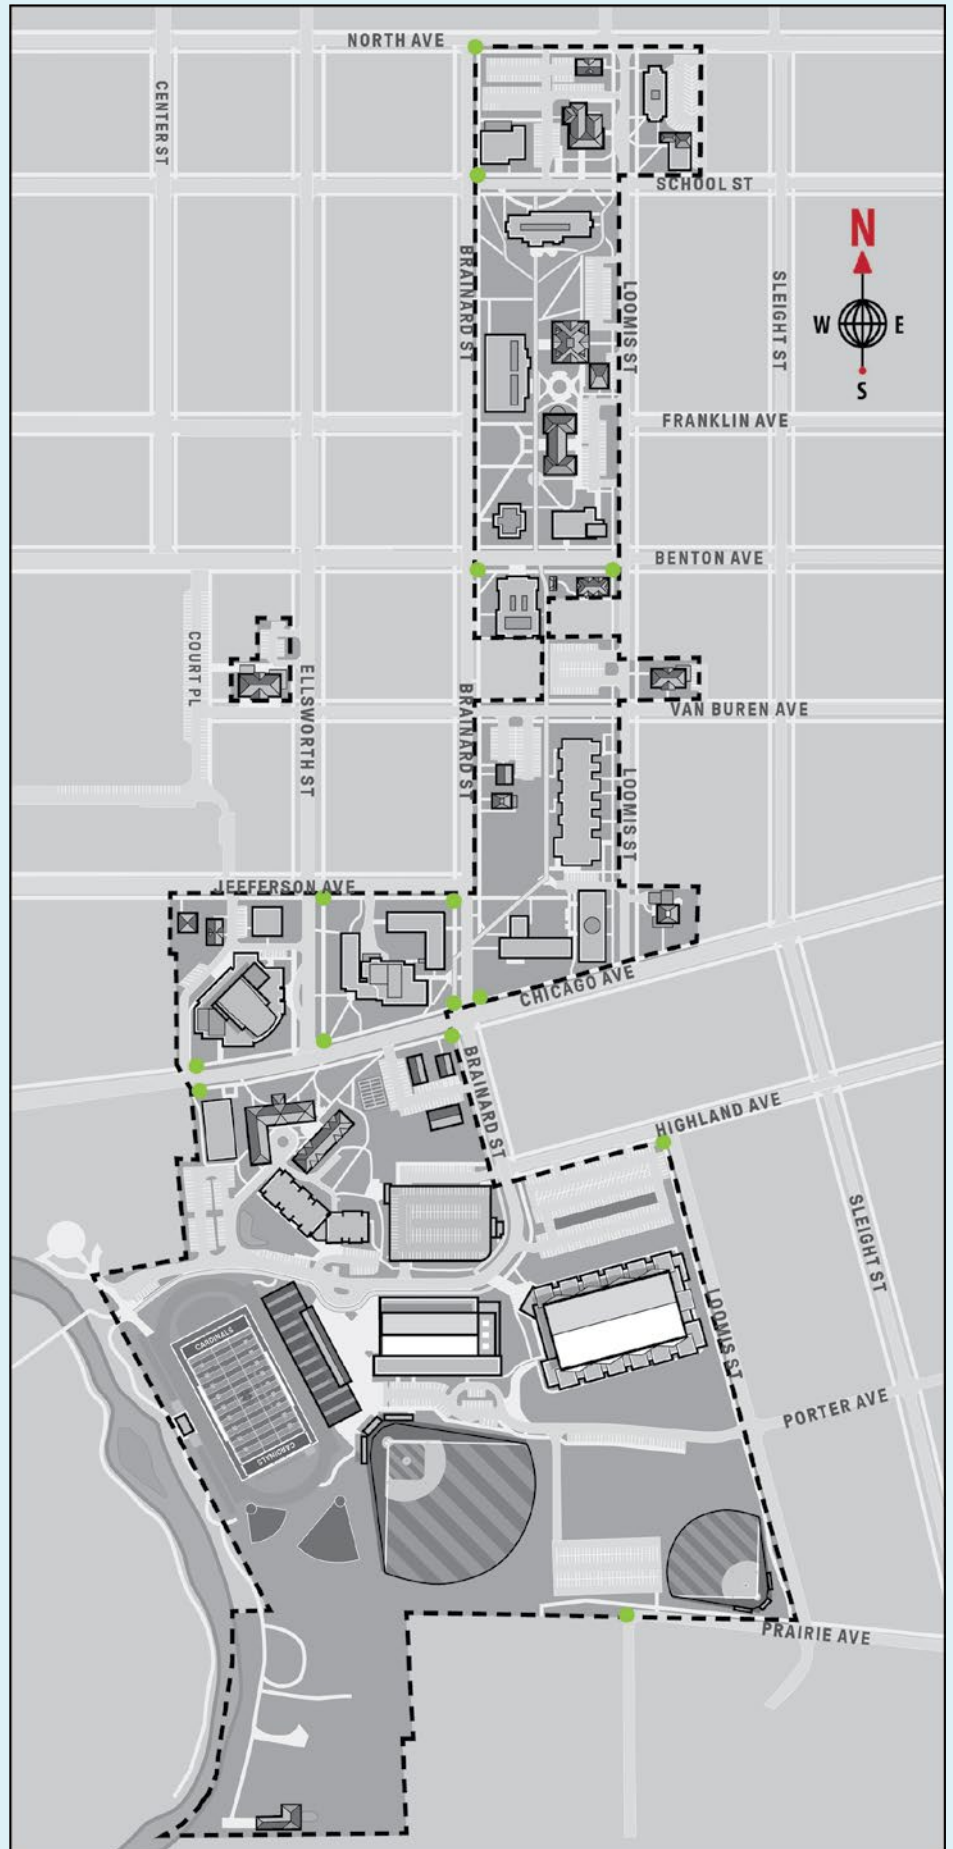 NORTH AVE
CENTER ST
SCHOOL ST
N
W
E
S
BRAINARD ST
LOOMIS ST
SLEIGHT ST
FRANKLIN AVE
BENTON AVE
COURT PL
ELLSWORTH ST
BRAINARD ST
VAN BUREN AVE
LOOMIS ST
JEFFERSON AVE
CHICAGO AVE
BRAINARD ST
HIGHLAND AVE
SLEIGHT ST
LOOMIS ST
CARDINALS
CARDINALS
PORTER AVE
PRAIRIE AVE